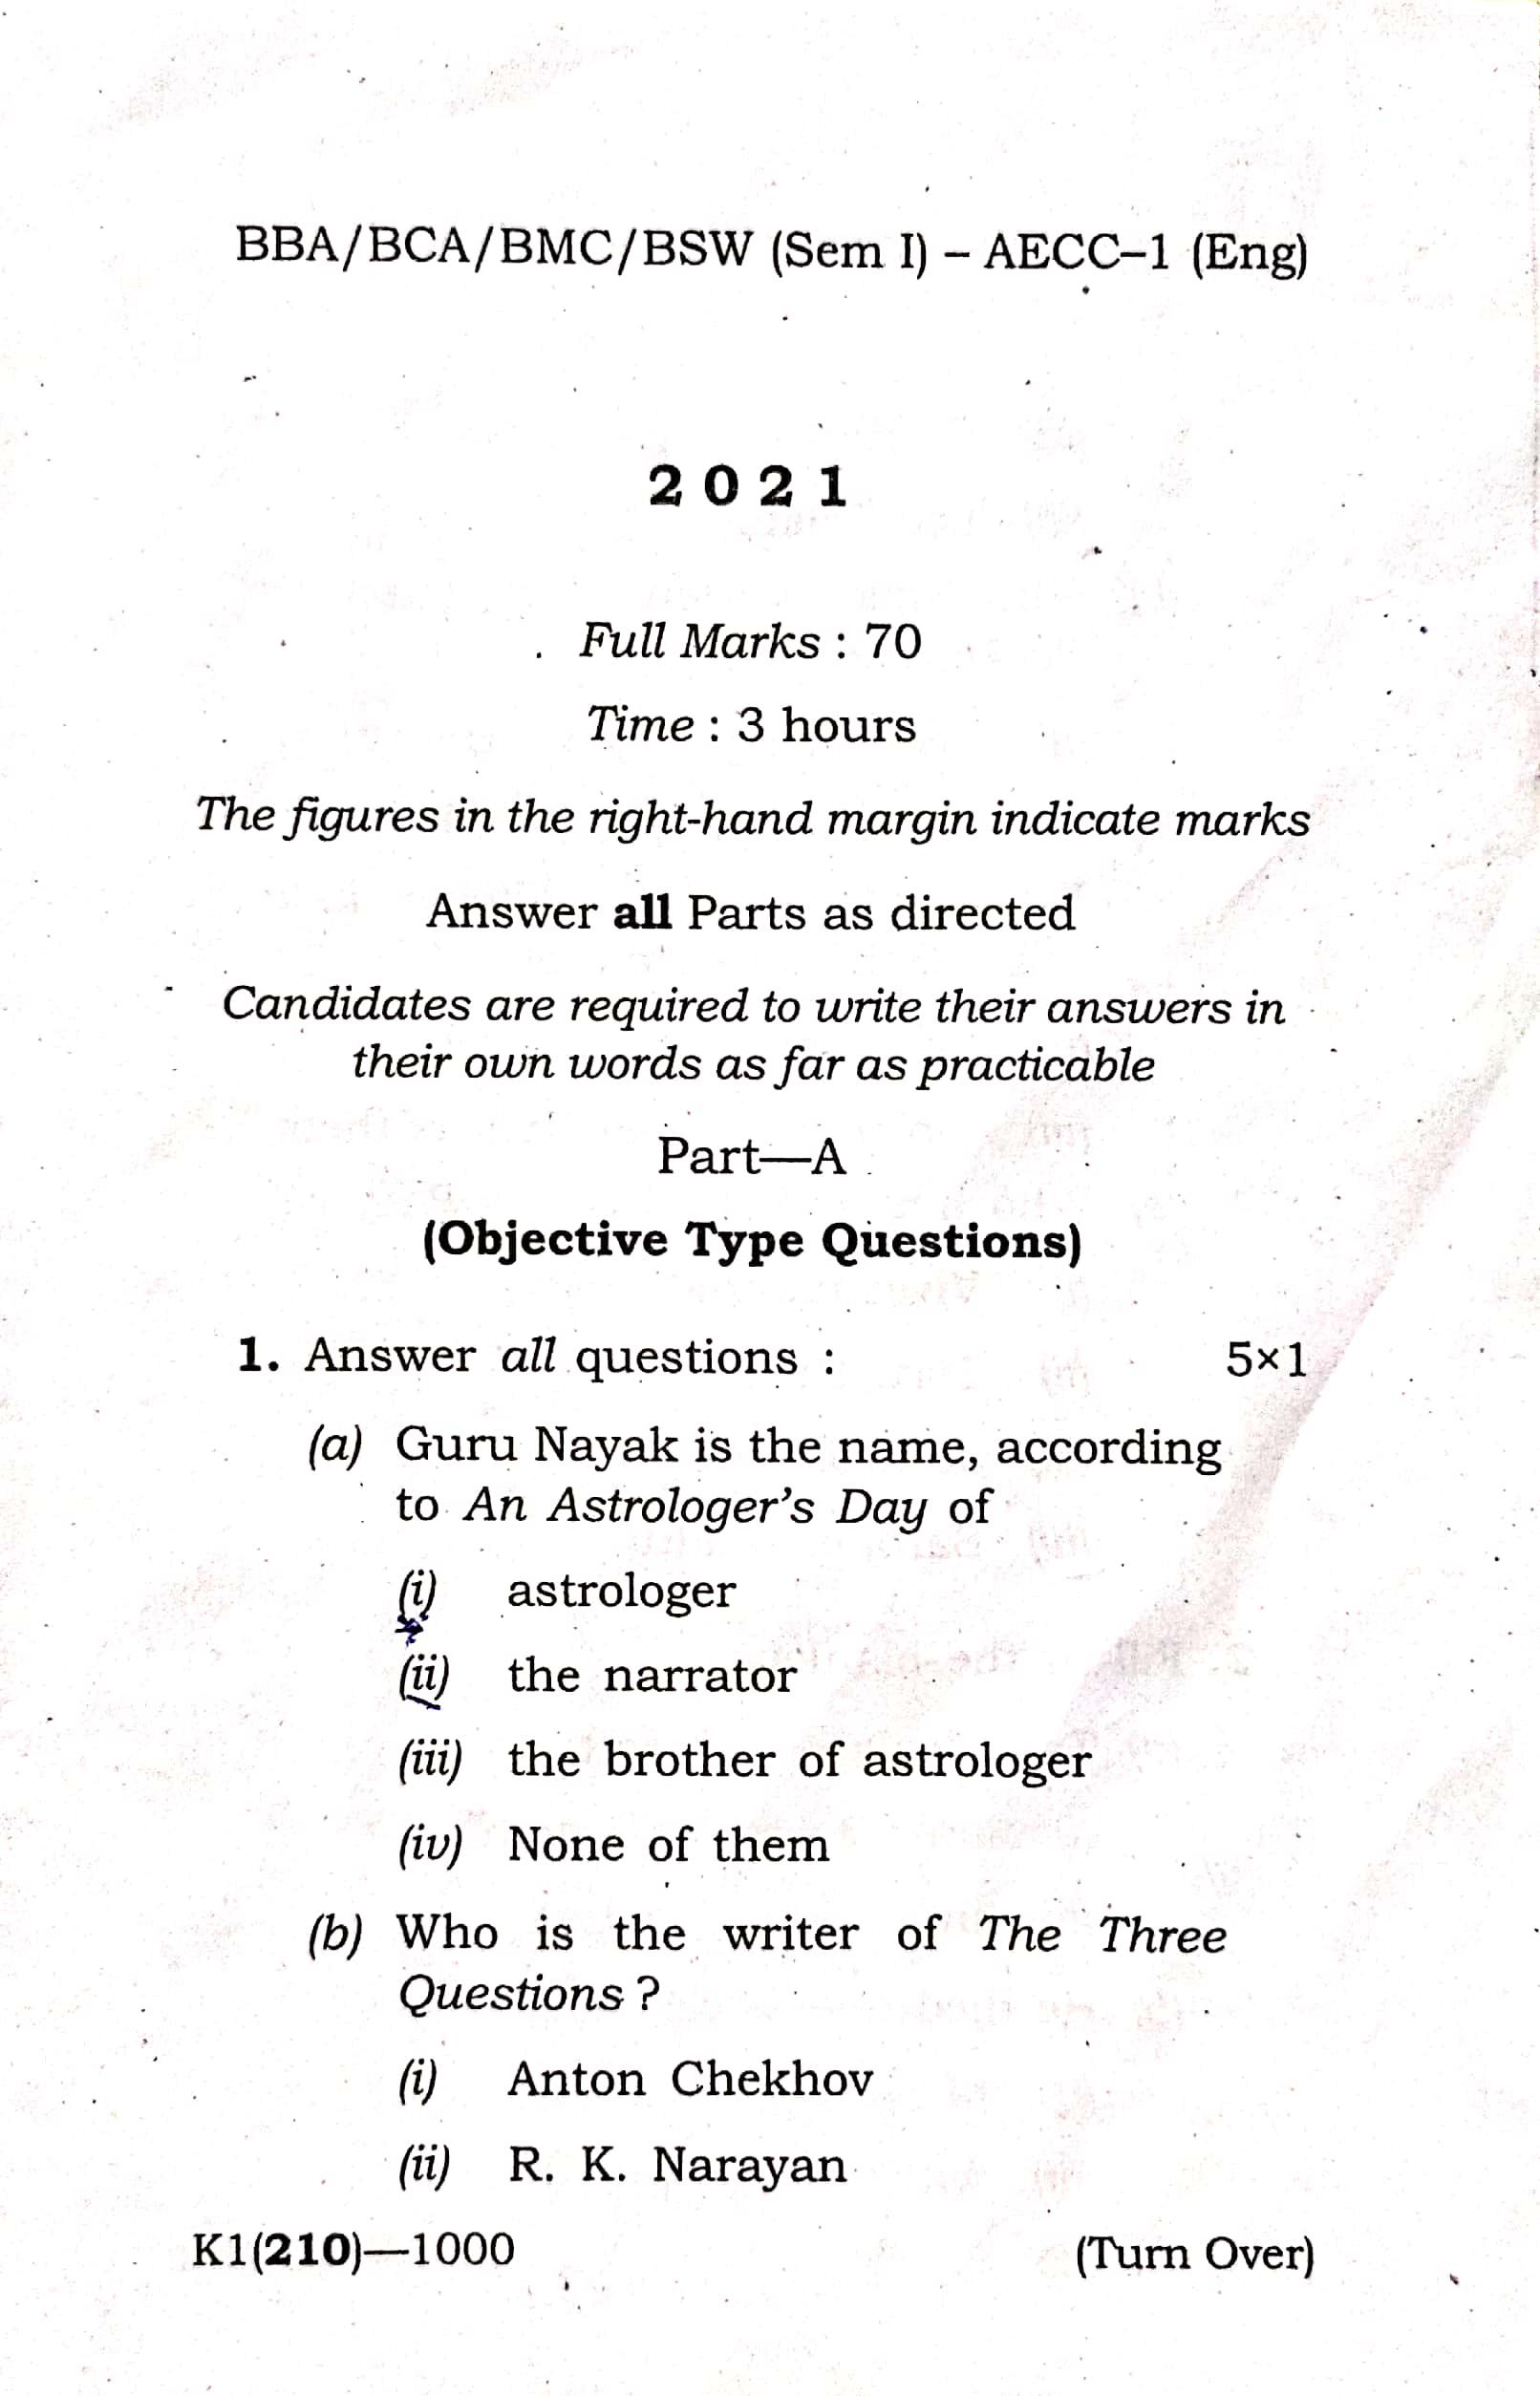 BBA/BCA/BMC/BSW (Sem I) – AECC–1 (Eng)
2021
Full Marks : 70
Time : 3 hours
The figures in the right-hand margin indicate marks
Answer all Parts as directed
Candidates are required to write their answers in
their own words as far as practicable
Part—A
(Objective Type Questions)
1. Answer all questions : 5×1
(a) Guru Nayak is the name, according
to An Astrologer's Day of
(i) astrologer
(ii) the narrator
(iii) the brother of astrologer
(iv) None of them
(b) Who is the writer of The Three
Questions ?
(i) Anton Chekhov
(ii) R. K. Narayan
K1(210)—1000 (Turn Over)